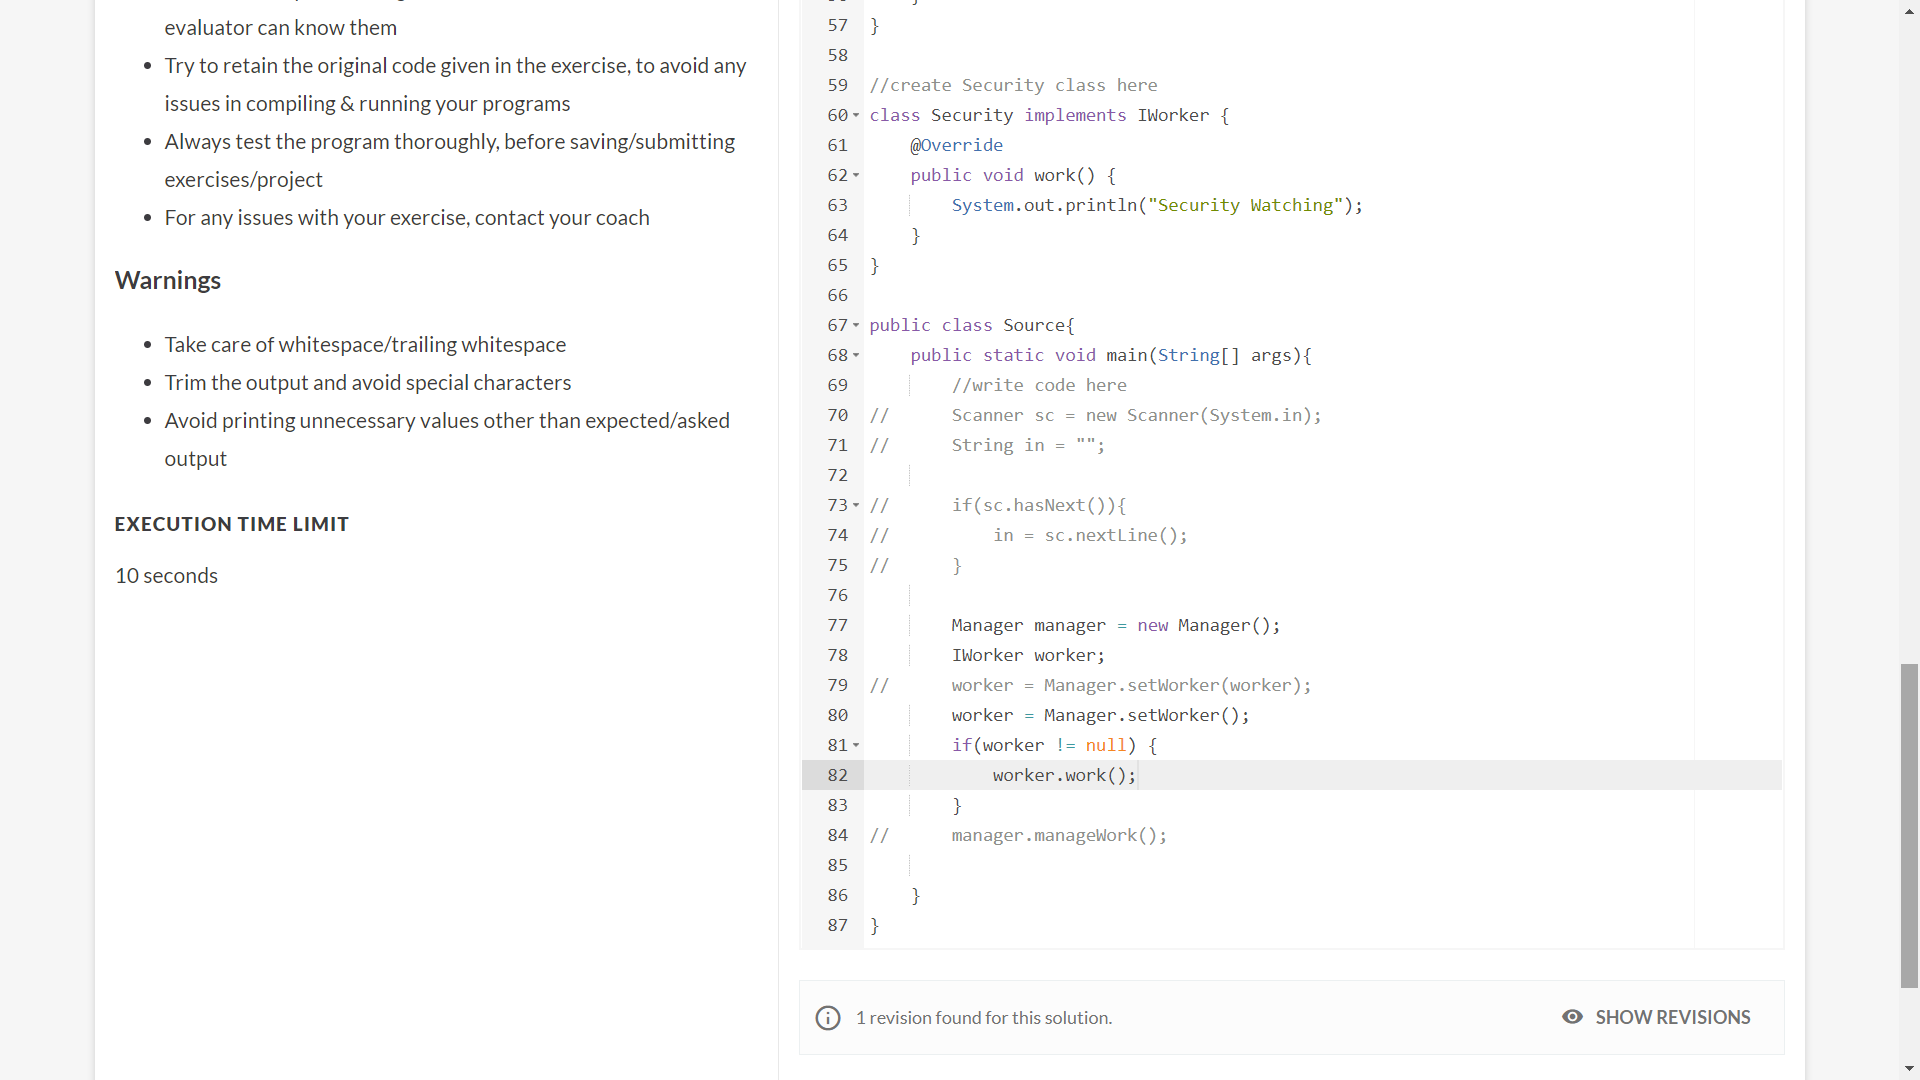 evaluator can know them
• Try to retain the original code given in the exercise, to avoid any
issues in compiling & running your programs
• Always test the program thoroughly, before saving/submitting
exercises/project
• For any issues with your exercise, contact your coach
Warnings
• Take care of whitespace/trailing whitespace
• Trim the output and avoid special characters
• Avoid printing unnecessary values other than expected/asked
output
EXECUTION TIME LIMIT
10 seconds
57 }
58
59 //create Security class here
60 class Security implements IWorker {
61     @Override
62     public void work() {
63         System.out.println("Security Watching");
64     }
65 }
66
67 public class Source{
68     public static void main(String[] args){
69         //write code here
70 //      Scanner sc = new Scanner(System.in);
71 //      String in = "";
72
73 //      if(sc.hasNext()){
74 //          in = sc.nextLine();
75 //      }
76
77         Manager manager = new Manager();
78         IWorker worker;
79 //      worker = Manager.setWorker(worker);
80         worker = Manager.setWorker();
81         if(worker != null) {
82             worker.work();
83         }
84 //      manager.manageWork();
85
86     }
87 }
1 revision found for this solution.
SHOW REVISIONS